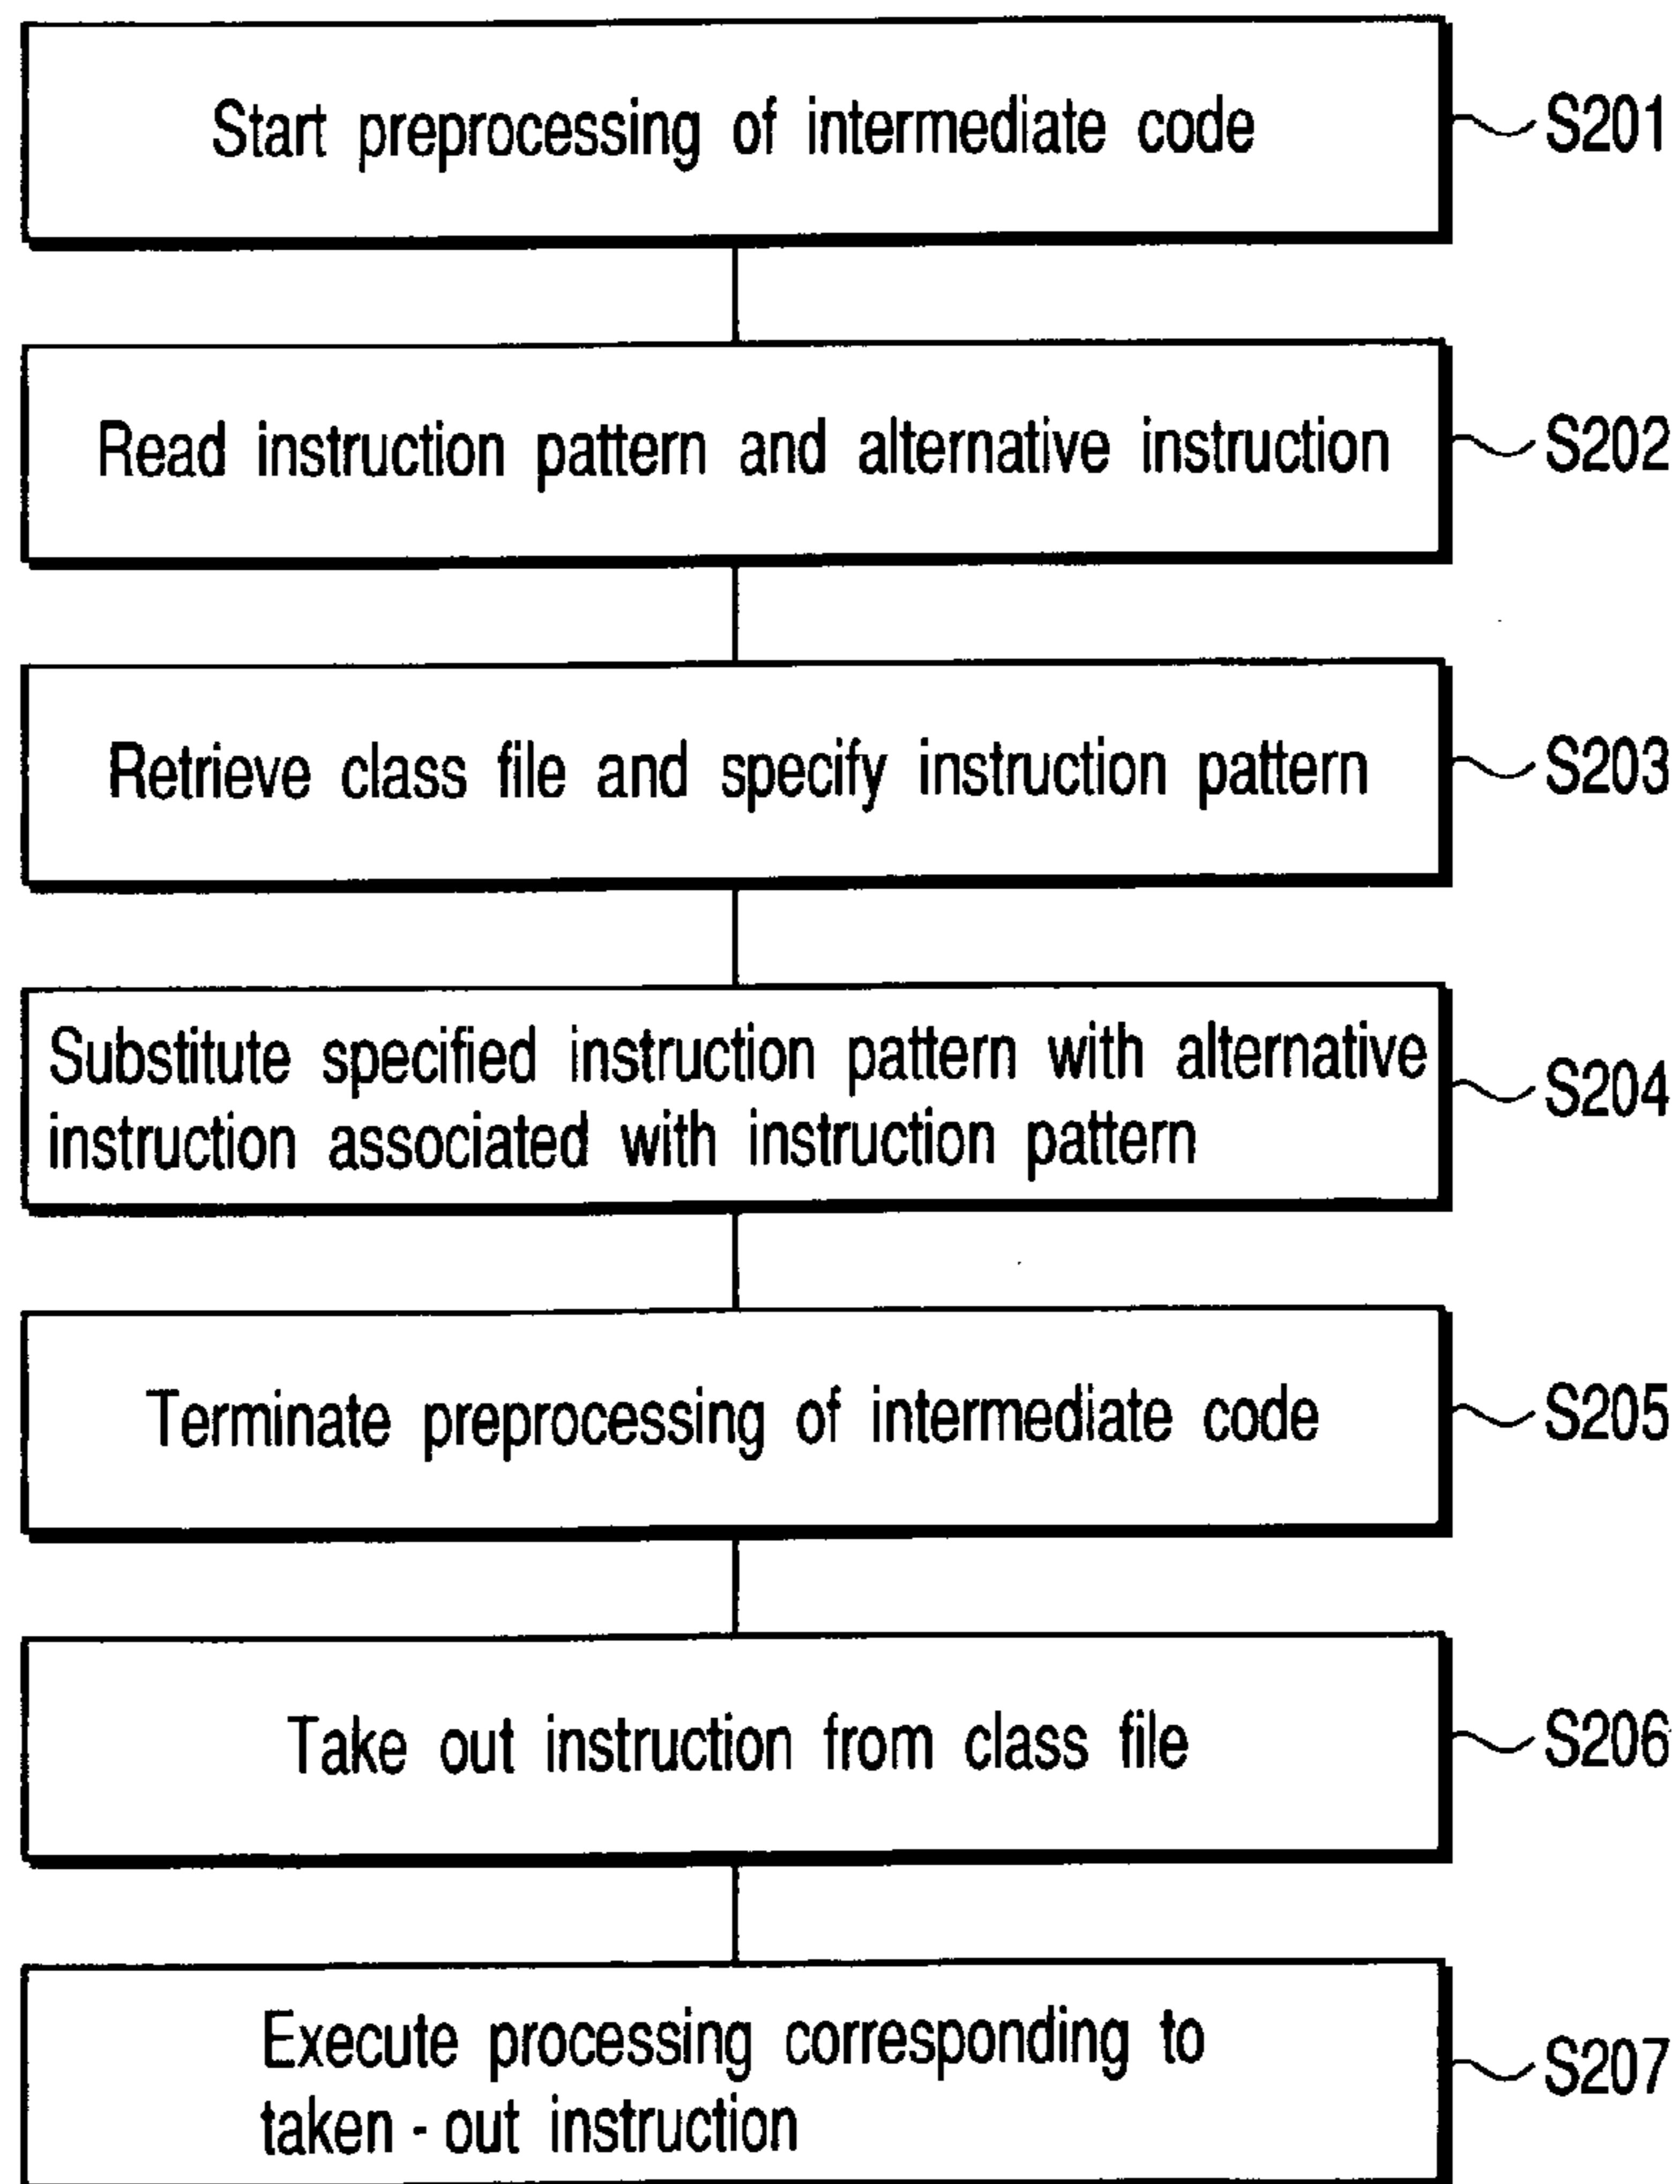 Start preprocessing of intermediate code
S201
Read instruction pattern and alternative instruction
S202
Retrieve class file and specify instruction pattern
S203
Substitute specified instruction pattern with alternative
instruction associated with instruction pattern
S204
Terminate preprocessing of intermediate code
S205
Take out instruction from class file
S206
Execute processing corresponding to
taken - out instruction
S207